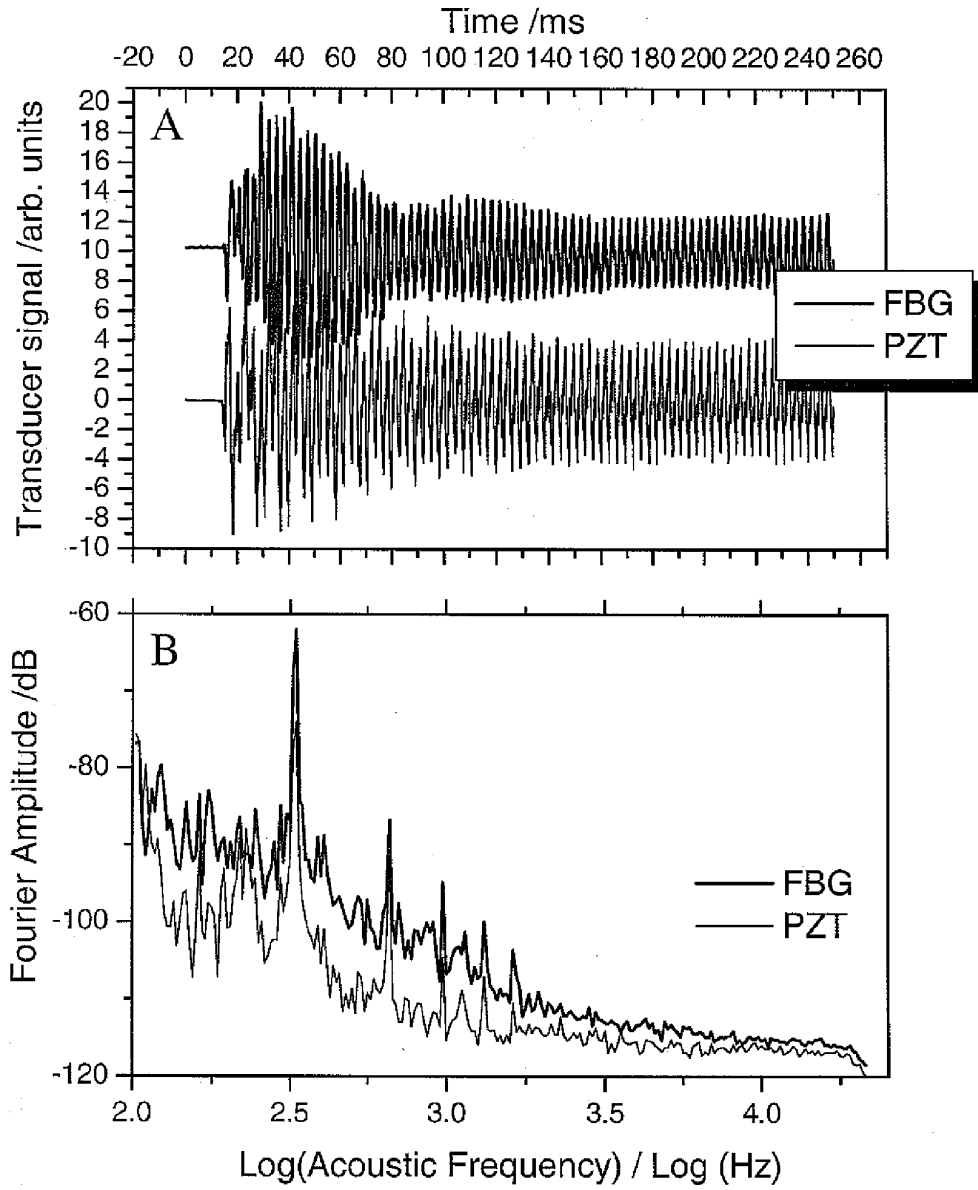 Time /ms
-20 0 20 40 60 80 100 120 140 160 180 200 220 240 260
Transducer signal /arb. units
20
18
16
14
12
10
8
6
4
2
0
-2
-4
-6
-8
-10
A
FBG
PZT
Fourier Amplitude /dB
-60
-80
-100
-120
B
FBG
PZT
2.0 2.5 3.0 3.5 4.0
Log(Acoustic Frequency) / Log (Hz)